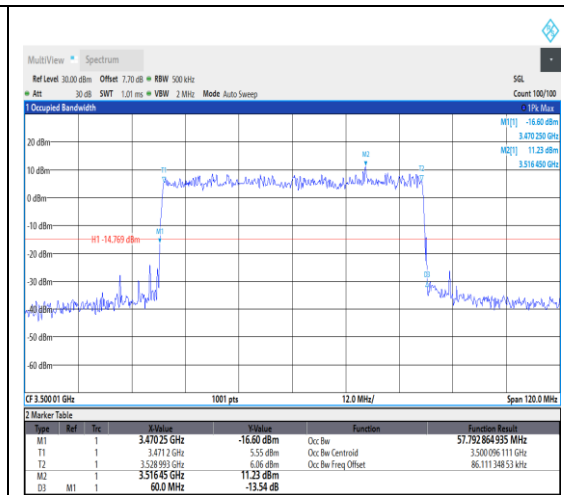 MultiView Spectrum
Ref Level 30.00 dBm Offset 7.70 dB RBW 500 kHz SGL
Att 30 dB SWT 1.01 ms VBW 2 MHz Mode Auto Sweep Count 100/100
1 Occupied Bandwidth 1Pk Max
M1[1] -16.60 dBm
3.470 250 GHz
M2[1] 11.23 dBm
3.516 450 GHz
20 dBm
M2
T1 T2
10 dBm
0 dBm
-10 dBm
M1
H1 -14.769 dBm
-20 dBm
D3
-30 dBm
-40 dBm
-50 dBm
-60 dBm
CF 3.500 01 GHz 1001 pts 12.0 MHz/ Span 120.0 MHz
2 Marker Table
Type Ref Trc X-Value Y-Value Function Function Result
M1 1 3.470 25 GHz -16.60 dBm Occ Bw 57.792 864 935 MHz
T1 1 3.471 2 GHz 5.55 dBm Occ Bw Centroid 3.500 096 111 GHz
T2 1 3.528 993 GHz 6.06 dBm Occ Bw Freq Offset 86.111 348 53 kHz
M2 1 3.516 45 GHz 11.23 dBm
D3 M1 1 60.0 MHz -13.54 dB